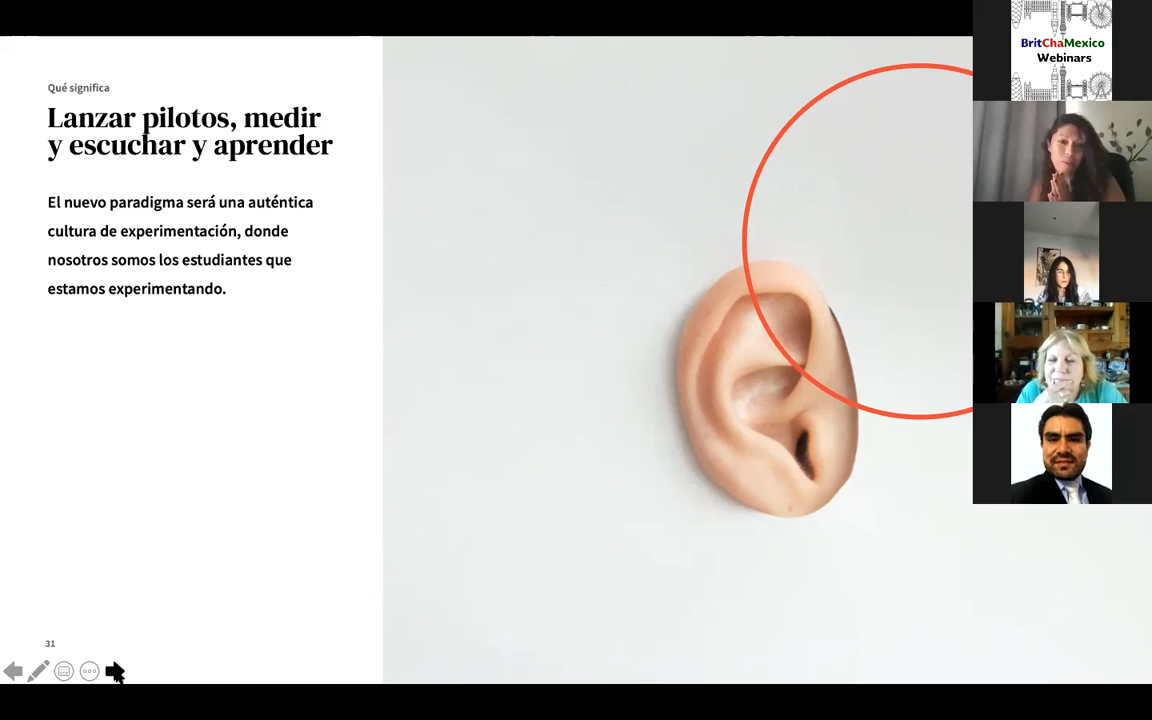 Qué significa
Lanzar pilotos, medir
y escuchar y aprender
El nuevo paradigma será una auténtica
cultura de experimentación, donde
nosotros somos los estudiantes que
estamos experimentando.
31
BritChaMexico
Webinars